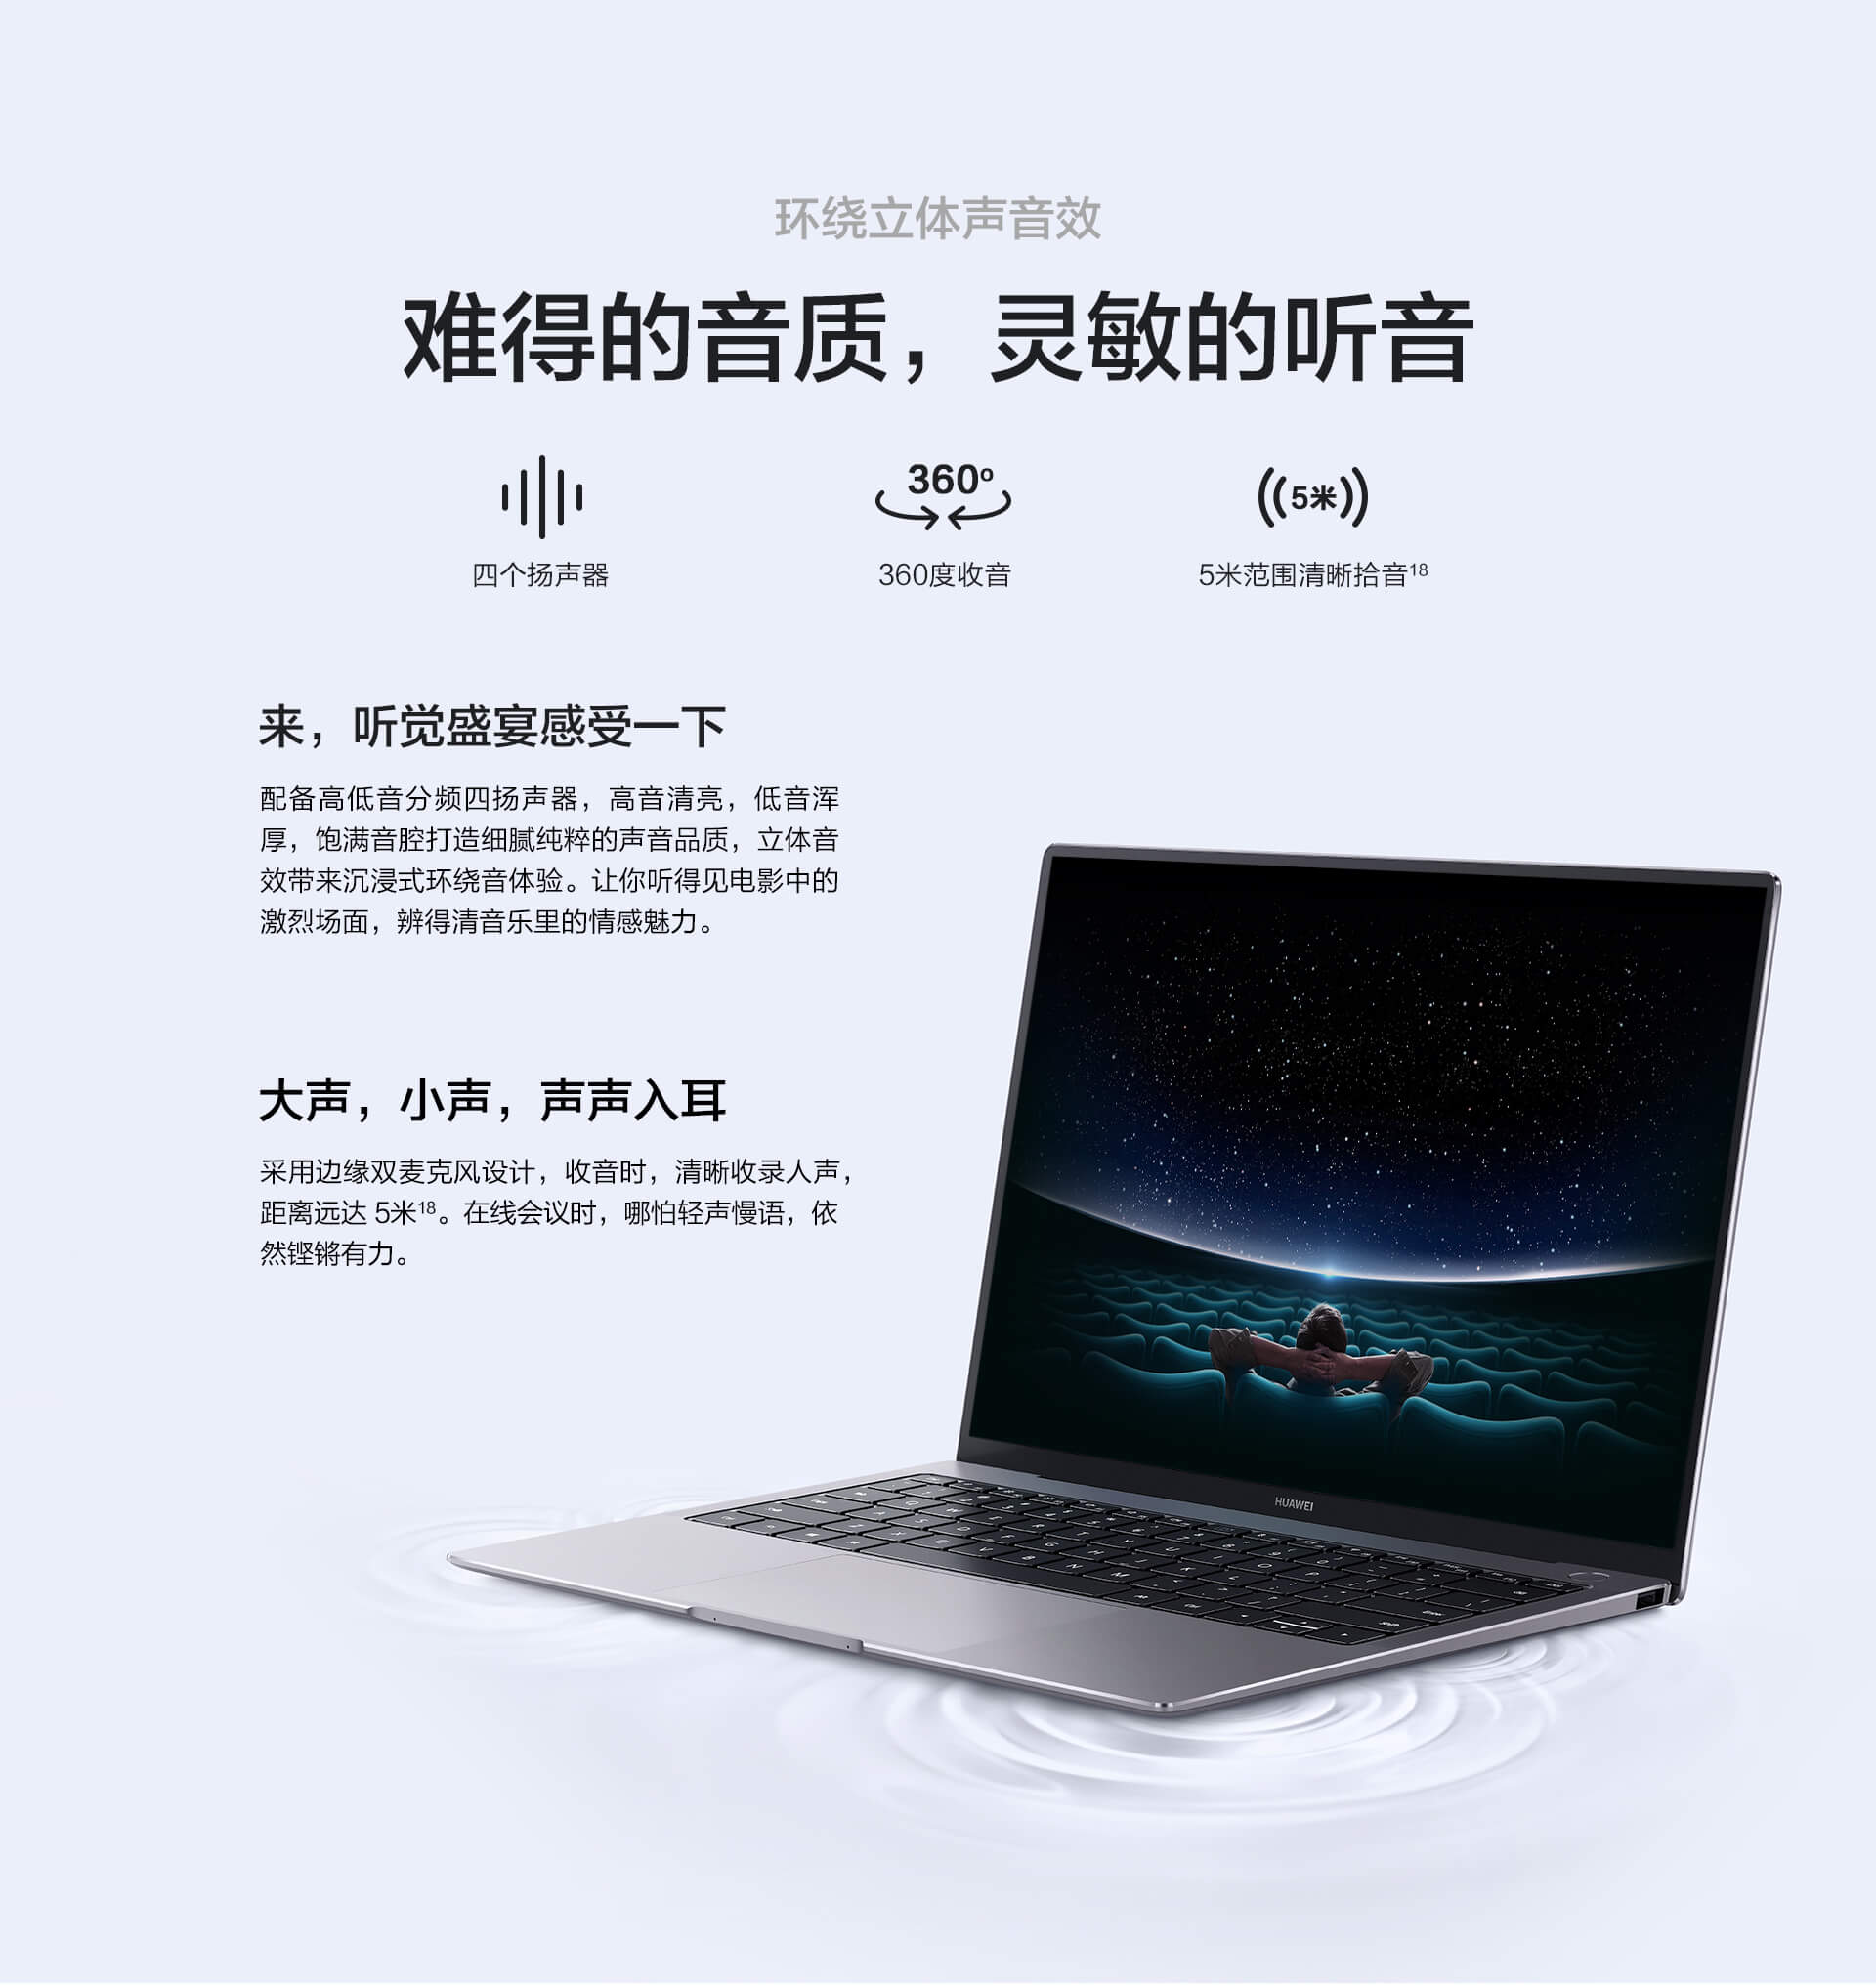 环绕立体声音效
难得的音质，灵敏的听音
360º
5米
四个扬声器
360度收音
5米范围清晰拾音18
来，听觉盛宴感受一下
配备高低音分频四扬声器，高音清亮，低音浑
厚，饱满音腔打造细腻纯粹的声音品质，立体音
效带来沉浸式环绕音体验。让你听得见电影中的
激烈场面，辨得清音乐里的情感魅力。
大声，小声，声声入耳
采用边缘双麦克风设计，收音时，清晰收录人声，
距离远达 5米18。在线会议时，哪怕轻声慢语，依
然铿锵有力。
HUAWEI